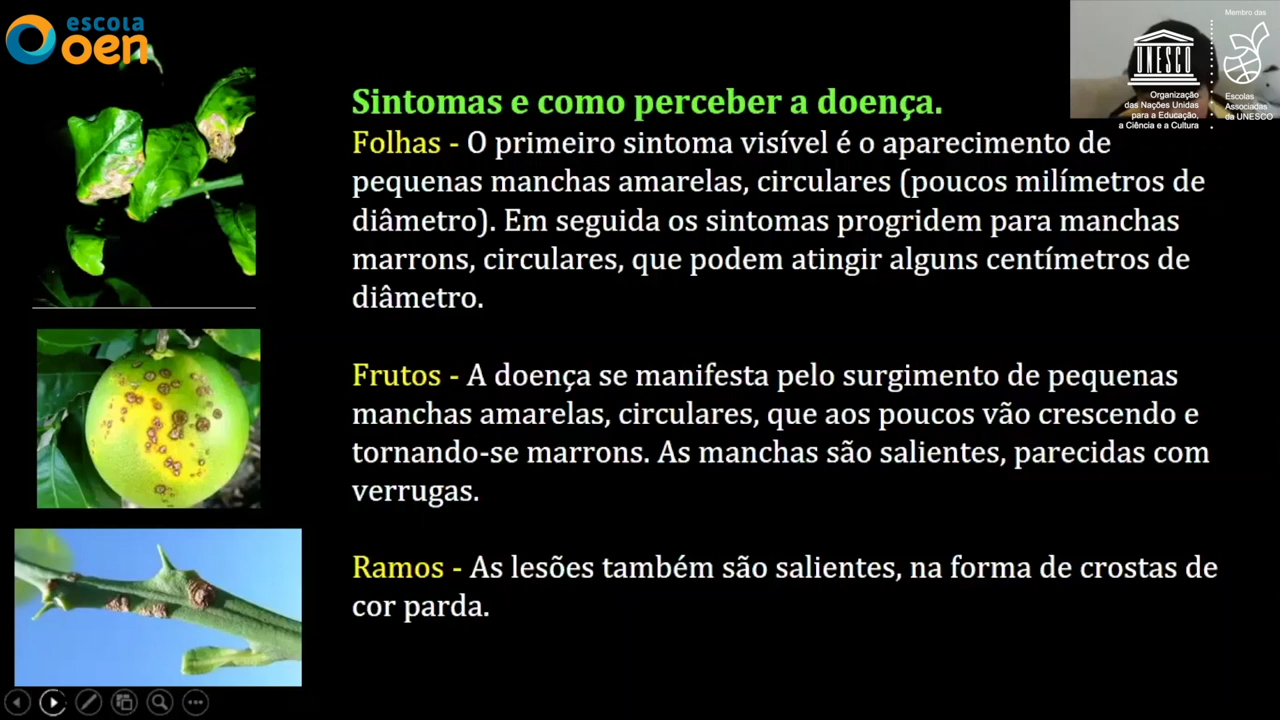 escola
oen
Membro das
UNESCO
Organização
das Nações Unidas
para a Educação,
a Ciência e a Cultura
Escolas
Associadas
da UNESCO
Sintomas e como perceber a doença.
Folhas - O primeiro sintoma visível é o aparecimento de
pequenas manchas amarelas, circulares (poucos milímetros de
diâmetro). Em seguida os sintomas progridem para manchas
marrons, circulares, que podem atingir alguns centímetros de
diâmetro.
Frutos - A doença se manifesta pelo surgimento de pequenas
manchas amarelas, circulares, que aos poucos vão crescendo e
tornando-se marrons. As manchas são salientes, parecidas com
verrugas.
Ramos - As lesões também são salientes, na forma de crostas de
cor parda.